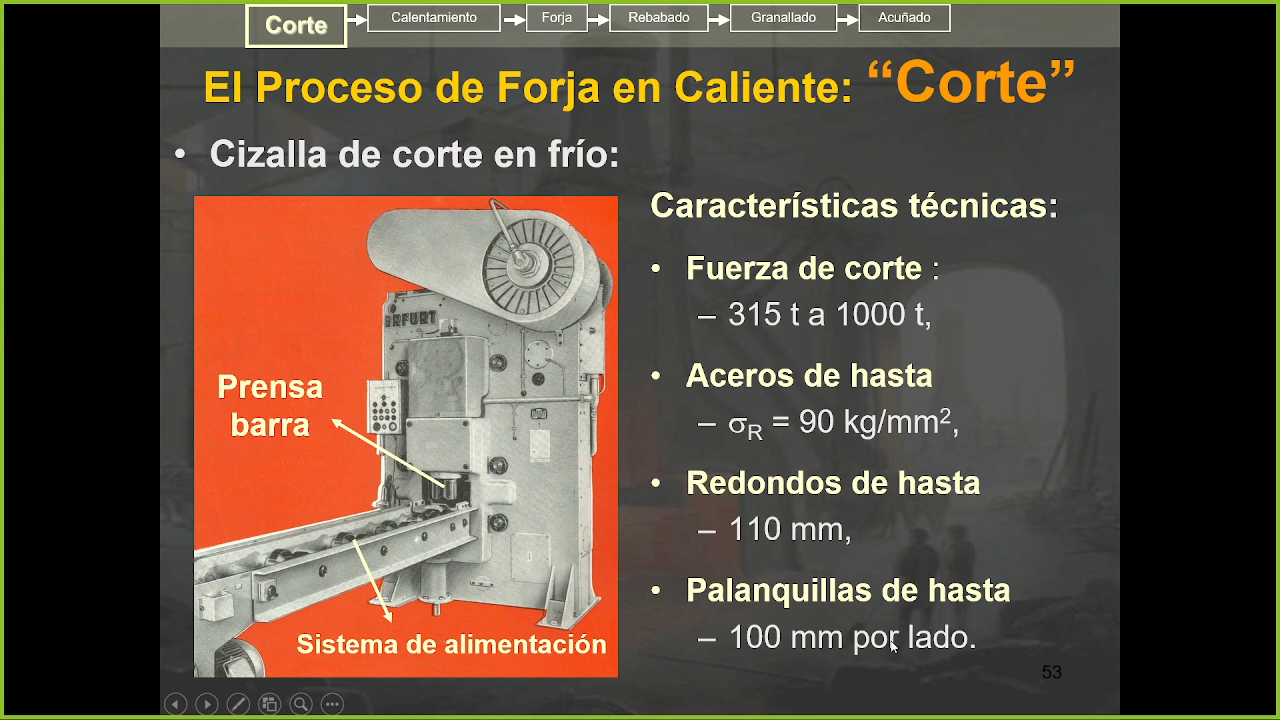 Corte
Calentamiento
Forja
Rebabado
Granallado
Acuñado
El Proceso de Forja en Caliente: “Corte”
• Cizalla de corte en frío:
ERFURT
Prensa
barra
Sistema de alimentación
Características técnicas:
• Fuerza de corte :
– 315 t a 1000 t,
• Aceros de hasta
– σR = 90 kg/mm²,
• Redondos de hasta
– 110 mm,
• Palanquillas de hasta
– 100 mm por lado.
53